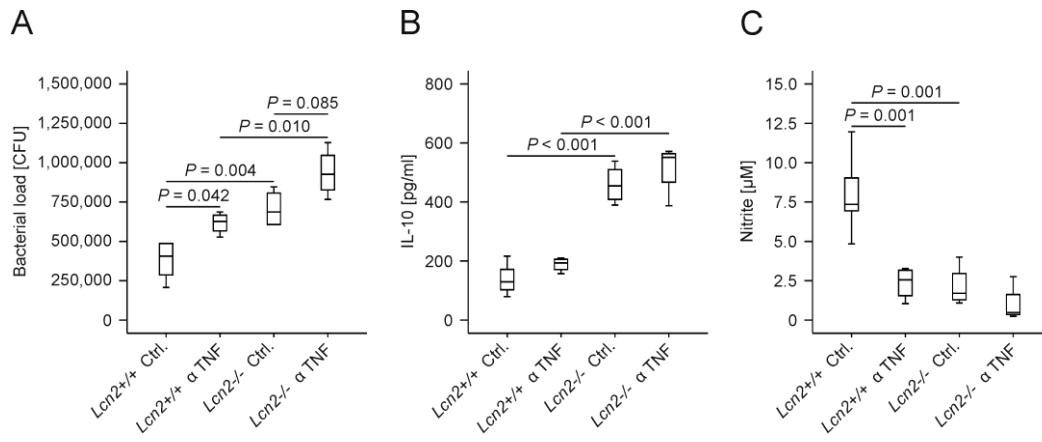 A
Bacterial load [CFU]
1,500,000
1,250,000
1,000,000
750,000
500,000
250,000
0
P = 0.085
P = 0.010
P = 0.004
P = 0.042
Lcn2+/+ Ctrl.
Lcn2+/+ α TNF
Lcn2-/- Ctrl.
Lcn2-/- α TNF
B
IL-10 [pg/ml]
800
600
400
200
0
P < 0.001
P < 0.001
Lcn2+/+ Ctrl.
Lcn2+/+ α TNF
Lcn2-/- Ctrl.
Lcn2-/- α TNF
C
Nitrite [µM]
15.0
12.5
10.0
7.5
5.0
2.5
0
P = 0.001
P = 0.001
Lcn2+/+ Ctrl.
Lcn2+/+ α TNF
Lcn2-/- Ctrl.
Lcn2-/- α TNF